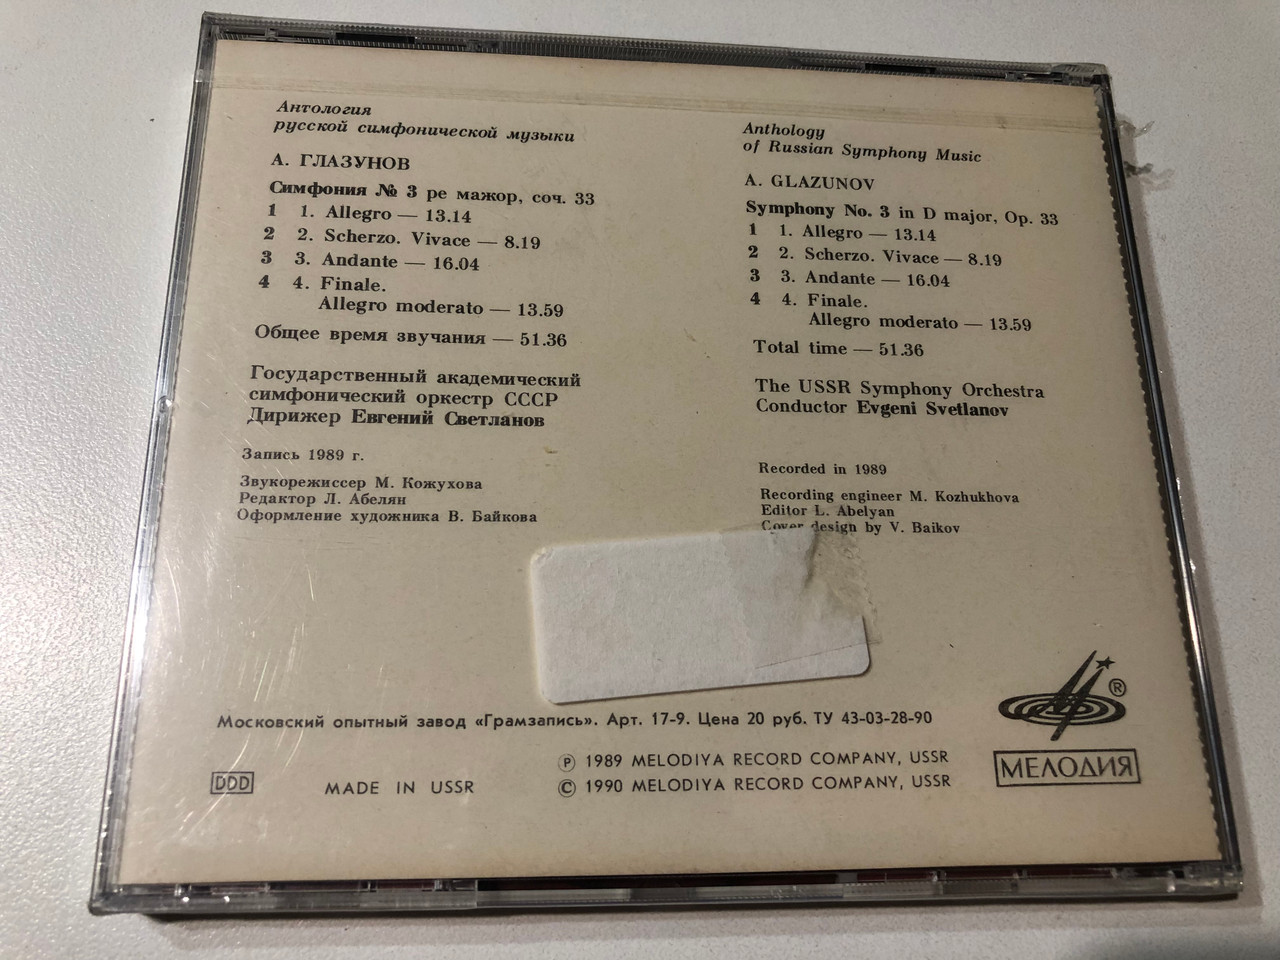 Антология
русской симфонической музыки
А. ГЛАЗУНОВ
Симфония № 3 ре мажор, соч. 33
1 1. Allegro — 13.14
2 2. Scherzo. Vivace — 8.19
3 3. Andante — 16.04
4 4. Finale.
Allegro moderato — 13.59
Общее время звучания — 51.36
Государственный академический
симфонический оркестр СССР
Дирижер Евгений Светланов
Запись 1989 г.
Звукорежиссер М. Кожухова
Редактор Л. Абелян
Оформление художника В. Байкова
Anthology
of Russian Symphony Music
A. GLAZUNOV
Symphony No. 3 in D major, Op. 33
1 1. Allegro — 13.14
2 2. Scherzo. Vivace — 8.19
3 3. Andante — 16.04
4 4. Finale.
Allegro moderato — 13.59
Total time — 51.36
The USSR Symphony Orchestra
Conductor Evgeni Svetlanov
Recorded in 1989
Recording engineer M. Kozhukhova
Editor L. Abelyan
Cover design by V. Baikov
Московский опытный завод «Грамзапись». Арт. 17-9. Цена 20 руб. ТУ 43-03-28-90
DDD
MADE IN USSR
Ⓟ 1989 MELODIYA RECORD COMPANY, USSR
© 1990 MELODIYA RECORD COMPANY, USSR
®
МЕЛОДИЯ